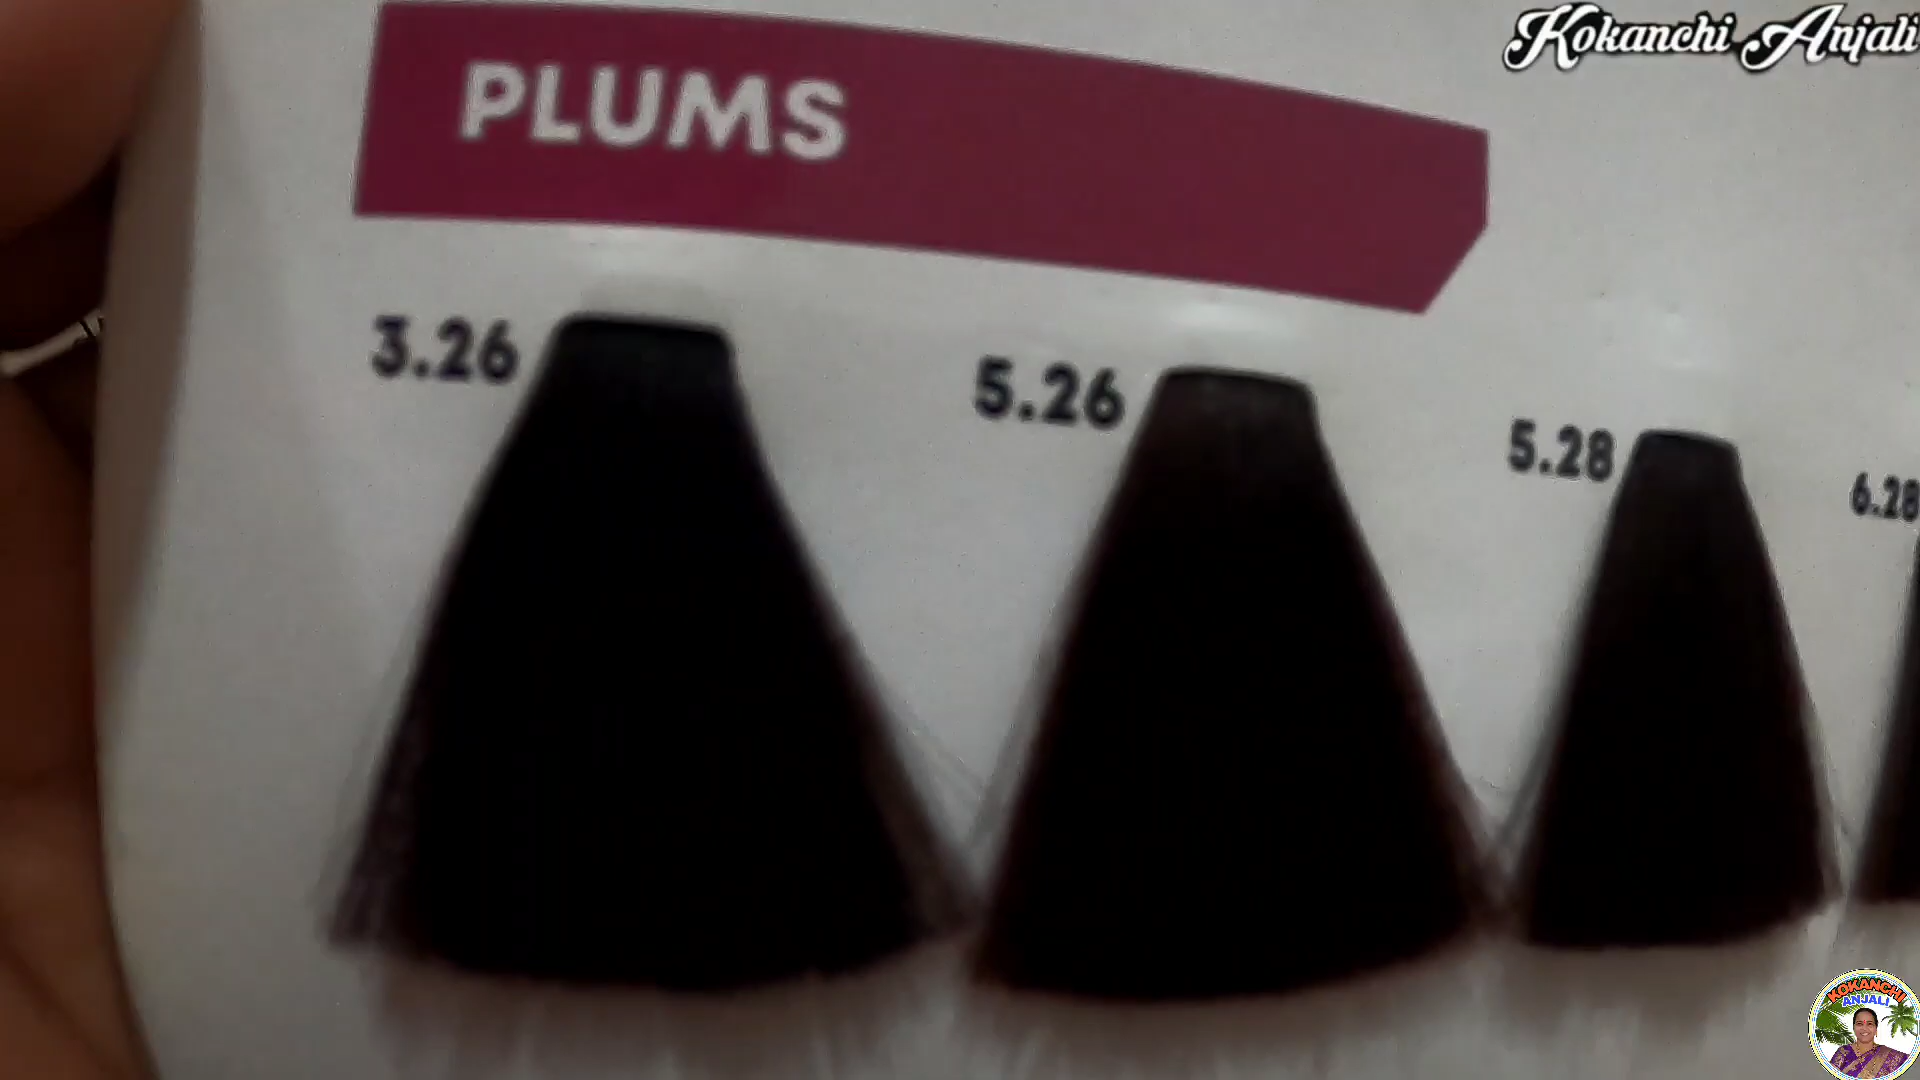 Kokanchi Anjali
PLUMS
3.26
5.26
5.28
6.28
KOKANCHI
ANJALI